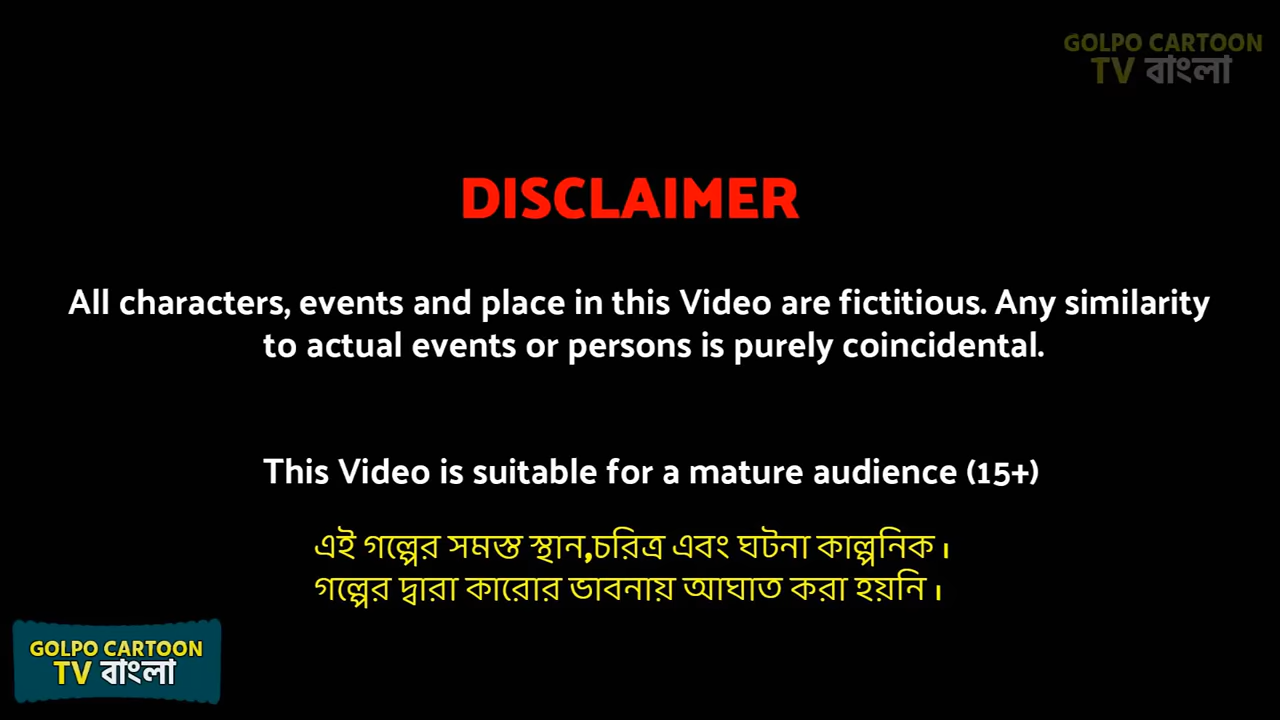 GOLPO CARTOON
TV বাংলা
DISCLAIMER
All characters, events and place in this Video are fictitious. Any similarity
to actual events or persons is purely coincidental.
This Video is suitable for a mature audience (15+)
এই গল্পের সমস্ত স্থান,চরিত্র এবং ঘটনা কাল্পনিক ।
গল্পের দ্বারা কারোর ভাবনায় আঘাত করা হয়নি ।
GOLPO CARTOON
TV বাংলা